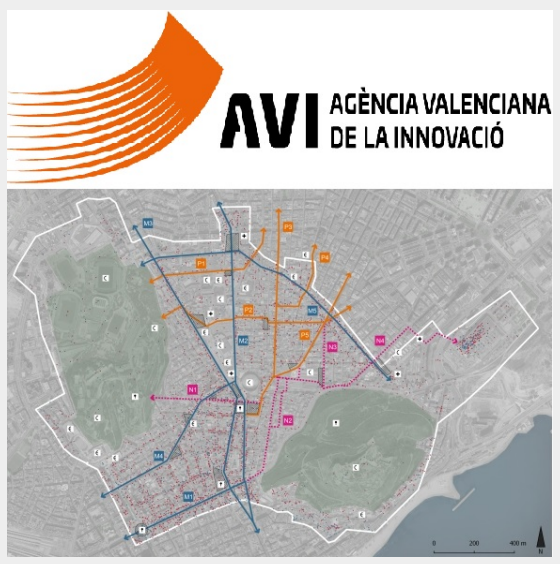 AVI
AGÈNCIA VALENCIANA
DE LA INNOVACIÓ
M3
P3
P1
P4
P2
M5
M2
P5
N3
N4
N1
N2
M4
M1
0 200 400 m
N